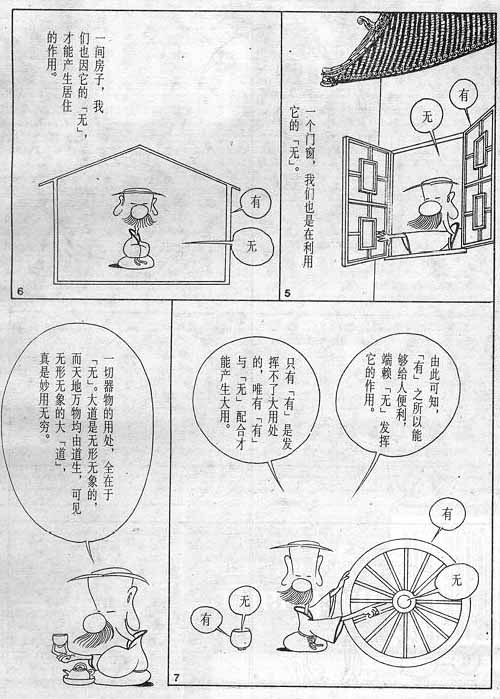 一个门窗，我们也是在利用
它的「无」。
有
无
5
一间房子，我
们也因它的「无」，
才能产生居住
的作用。
有
无
6
由此可知，
「有」之所以能
够给人便利，
端赖「无」发挥
它的作用。
只有「有」是发
挥不了大用处
的，唯有「有」
与「无」配合才
能产生大用。
有
无
无
有
7
一切器物的用处，全在于
「无」。大道是无形无象的，
而天地万物均由道生，可见
无形无象的大「道」，
真是妙用无穷。